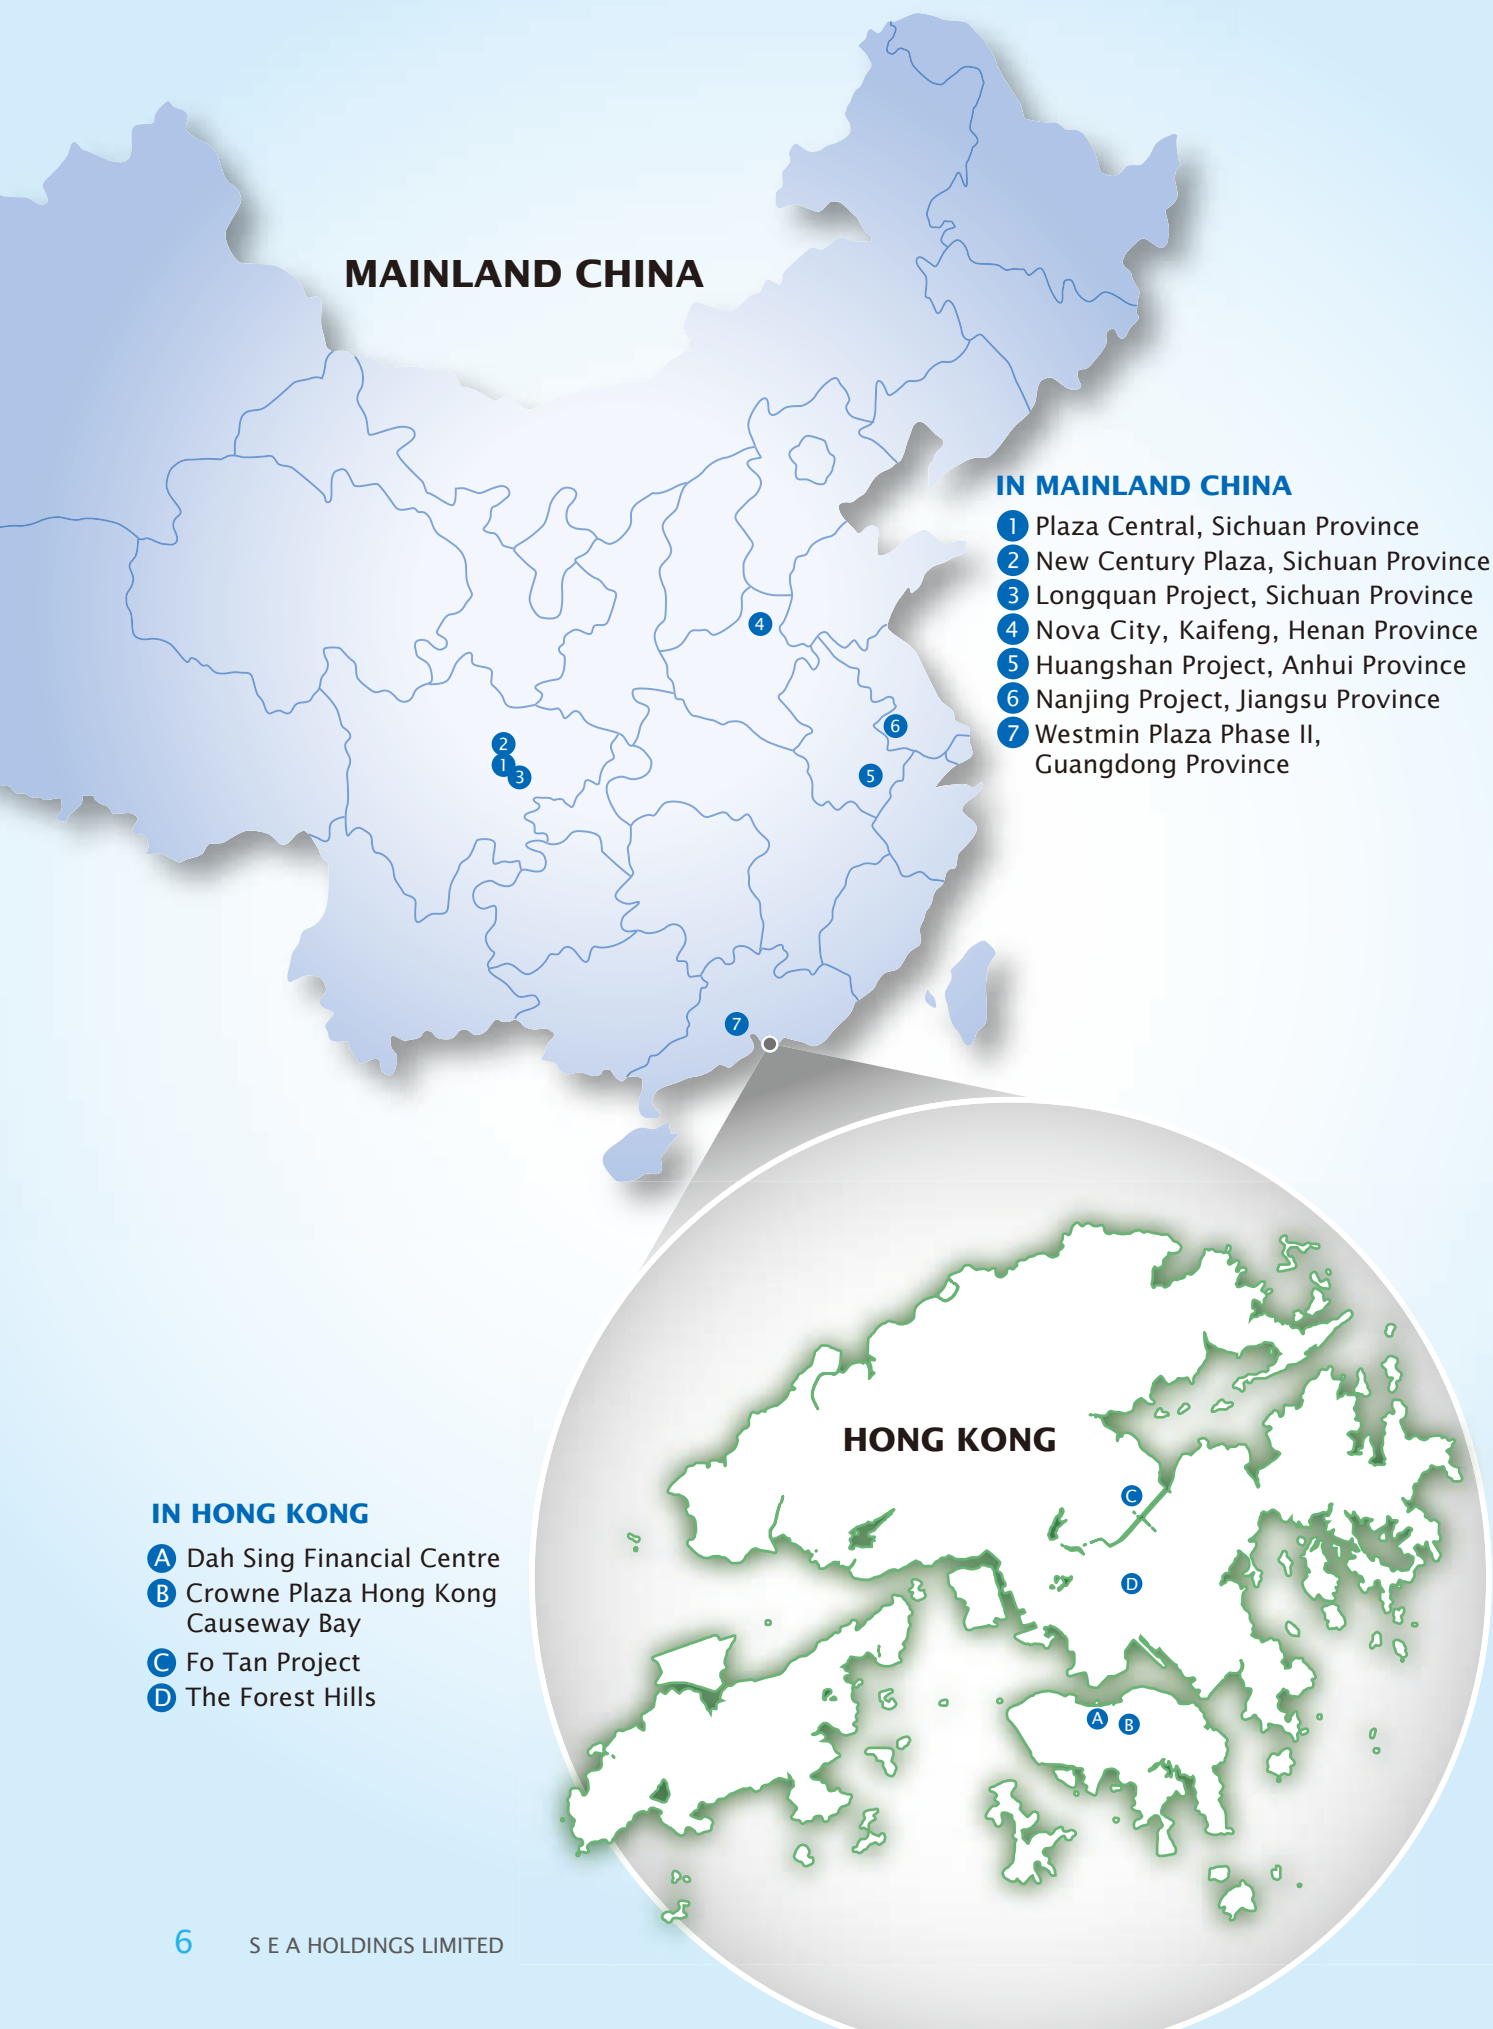 MAINLAND CHINA
IN MAINLAND CHINA
1 Plaza Central, Sichuan Province
2 New Century Plaza, Sichuan Province
3 Longquan Project, Sichuan Province
4 Nova City, Kaifeng, Henan Province
5 Huangshan Project, Anhui Province
6 Nanjing Project, Jiangsu Province
7 Westmin Plaza Phase II,
Guangdong Province
4
6
2
1
3
5
7
HONG KONG
C
D
A
B
IN HONG KONG
A Dah Sing Financial Centre
B Crowne Plaza Hong Kong
Causeway Bay
C Fo Tan Project
D The Forest Hills
6 S E A HOLDINGS LIMITED